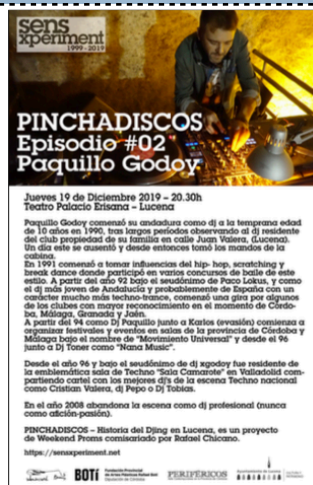 sens
xperiment
1999 - 2019
PINCHADISCOS
Episodio #02
Paquillo Godoy
Jueves 19 de Diciembre 2019 – 20.30h
Teatro Palacio Erisana – Lucena
Paquillo Godoy comenzó su andadura como dj a la temprana edad
de 10 años en 1990, tras largos períodos observando al dj residente
del club propiedad de su familia en calle Juan Valera, (Lucena).
Un día este se ausentó y desde entonces tomó los mandos de la
cabina.
En 1991 comenzó a tomar influencias del hip- hop, scratching y
break dance donde participó en varios concursos de baile de este
estilo. A partir del año 92 bajo el seudónimo de Paco Lokus, y como
el dj más joven de Andalucía y probablemente de España con un
carácter mucho más techno-trance, comenzó una gira por algunos
de los clubes con mayor reconocimiento en el momento de Córdo-
ba, Málaga, Granada y Jaén.
A partir del 94 como Dj Paquillo junto a Karlos (evasión) comienza a
organizar festivales y eventos en salas de la provincia de Córdoba y
Málaga bajo el nombre de “Movimiento Universal” y desde el 96
junto a Dj Toner como “Nana Music”.
Desde el año 96 y bajo el seudónimo de dj xgodoy fue residente de
la emblemática sala de Techno “Sala Camarote” en Valladolid com-
partiendo cartel con los mejores dj's de la escena Techno nacional
como Cristian Valera, dj Pepo o Dj Tobias.
En el año 2008 abandona la escena como dj profesional (nunca
como afición-pasión).
PINCHADISCOS – Historia del Djing en Lucena, es un proyecto
de Weekend Proms comisariado por Rafael Chicano.
https://sensxperiment.net
BOTÍ
PERIFÉRICOS